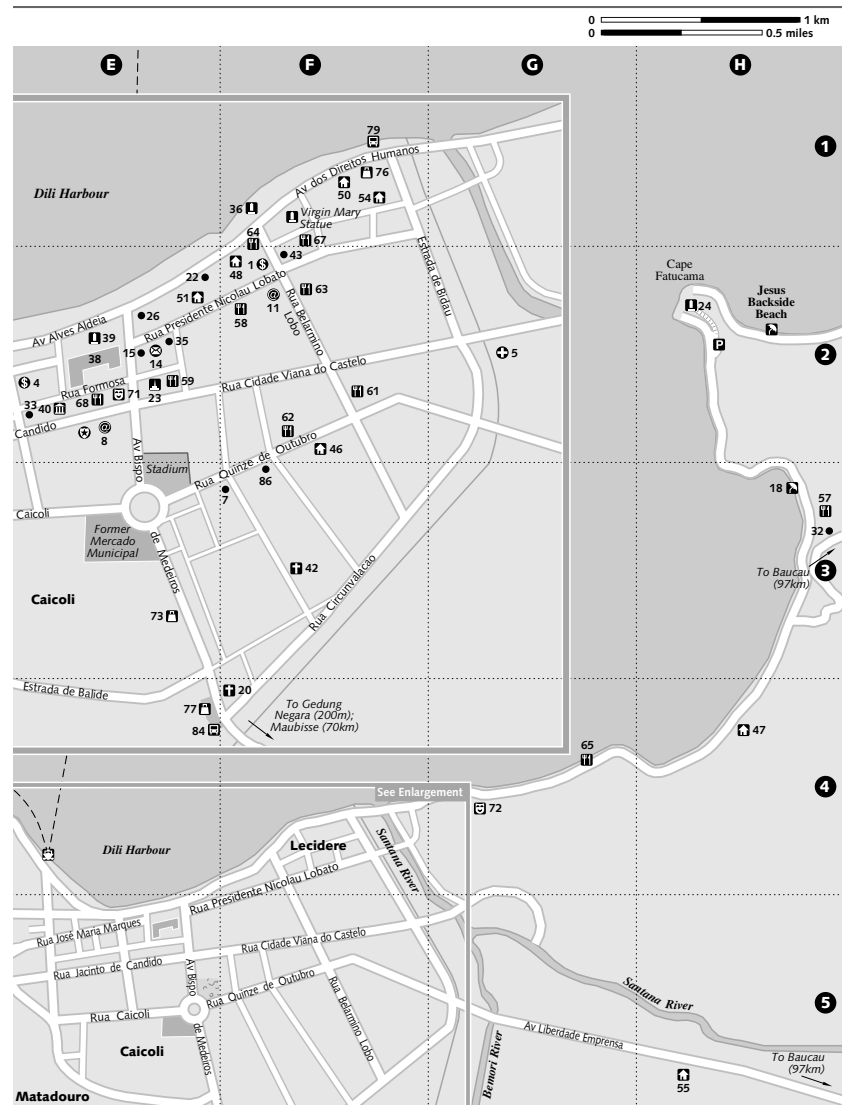 0 1 km
0 0.5 miles
E F G H
1
79
Av dos Direitos Humanos
76
50
54
Dili Harbour
36
Virgin Mary
Statue
64
67
43
Estrada de Bidau
Cape
Fatucama
48
1
22
Rua Presidente Nicolau Lobato
63
Jesus
Backside
Beach
24
51
11
58
Rua Belarmino
Lobo
26
Av Alves Aldeia
39
35
15
14
38
5
P
2
Rua Cidade Viana do Castelo
4
Rua Formosa
59
71
23
61
33
40
68
Candido
8
62
46
Av Bispo
Stadium
Rua Quinze de Outubro
86
7
18
57
32
Caicoli
Former
Mercado
Municipal
de Medeiros
42
Rua Circunvalacao
To Baucau
(97km)
3
Caicoli
73
Estrada de Balide
20
77
To Gedung
Negara (200m);
Maubisse (70km)
84
47
65
4
See Enlargement
72
Dili Harbour
Lecidere
Santana River
Rua Presidente Nicolau Lobato
Rua José Maria Marques
Rua Cidade Viana do Castelo
Rua Jacinto de Candido
Av Bispo
Rua Quinze de Outubro
Rua Belarmino Lobo
Santana River
5
Rua Caicoli
Av Liberdade Emprensa
Caicoli
de Medeiros
Bemori River
To Baucau
(97km)
55
Matadouro